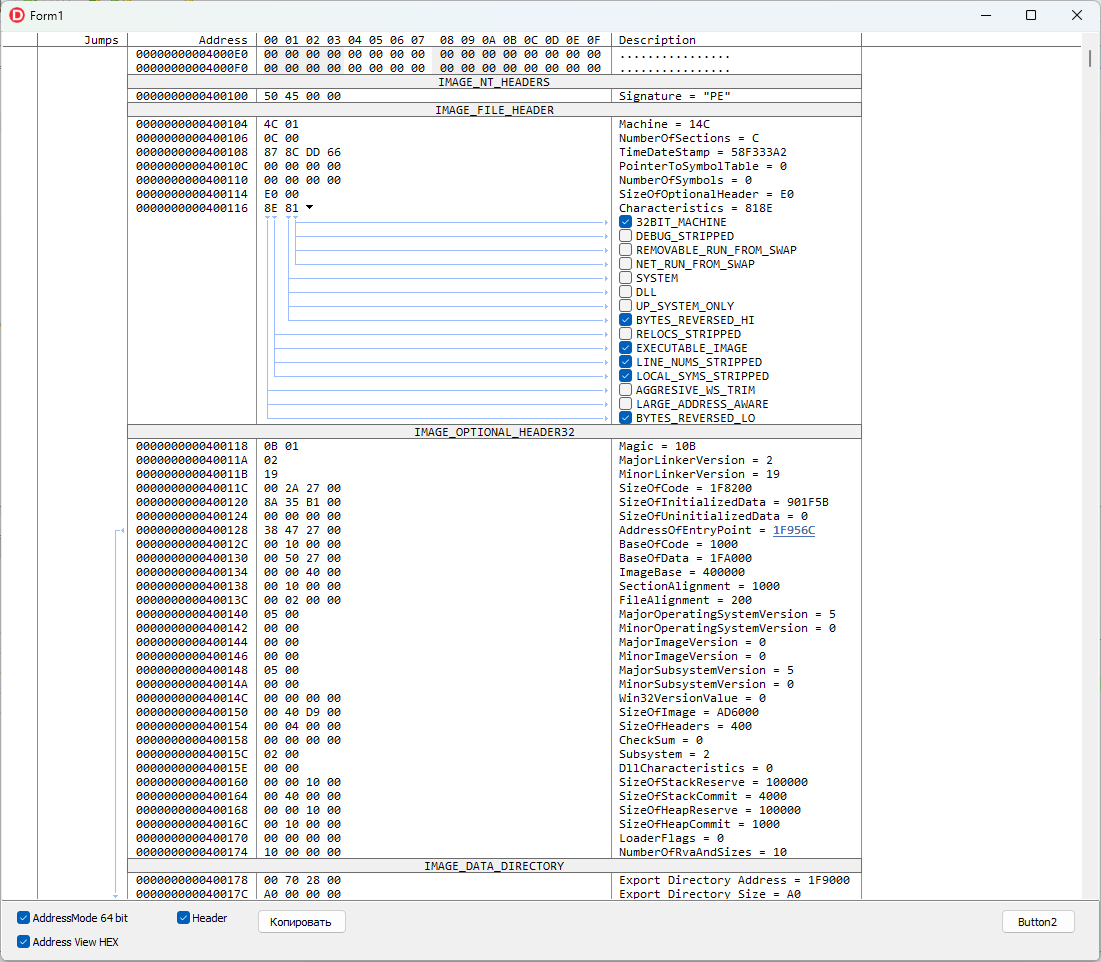 Form1
Jumps Address 00 01 02 03 04 05 06 07 08 09 0A 0B 0C 0D 0E 0F Description
00000000004000E0 00 00 00 00 00 00 00 00 00 00 00 00 00 00 00 00 ................
00000000004000F0 00 00 00 00 00 00 00 00 00 00 00 00 00 00 00 00 ................
IMAGE_NT_HEADERS
0000000000400100 50 45 00 00 Signature = "PE"
IMAGE_FILE_HEADER
0000000000400104 4C 01 Machine = 14C
0000000000400106 0C 00 NumberOfSections = C
0000000000400108 87 8C DD 66 TimeDateStamp = 58F333A2
000000000040010C 00 00 00 00 PointerToSymbolTable = 0
0000000000400110 00 00 00 00 NumberOfSymbols = 0
0000000000400114 E0 00 SizeOfOptionalHeader = E0
0000000000400116 8E 81 Characteristics = 818E
32BIT_MACHINE
DEBUG_STRIPPED
REMOVABLE_RUN_FROM_SWAP
NET_RUN_FROM_SWAP
SYSTEM
DLL
UP_SYSTEM_ONLY
BYTES_REVERSED_HI
RELOCS_STRIPPED
EXECUTABLE_IMAGE
LINE_NUMS_STRIPPED
LOCAL_SYMS_STRIPPED
AGGRESIVE_WS_TRIM
LARGE_ADDRESS_AWARE
BYTES_REVERSED_LO
IMAGE_OPTIONAL_HEADER32
0000000000400118 0B 01 Magic = 10B
000000000040011A 02 MajorLinkerVersion = 2
000000000040011B 19 MinorLinkerVersion = 19
000000000040011C 00 2A 27 00 SizeOfCode = 1F8200
0000000000400120 8A 35 B1 00 SizeOfInitializedData = 901F5B
0000000000400124 00 00 00 00 SizeOfUninitializedData = 0
0000000000400128 38 47 27 00 AddressOfEntryPoint = 1F956C
000000000040012C 00 10 00 00 BaseOfCode = 1000
0000000000400130 00 50 27 00 BaseOfData = 1FA000
0000000000400134 00 00 40 00 ImageBase = 400000
0000000000400138 00 10 00 00 SectionAlignment = 1000
000000000040013C 00 02 00 00 FileAlignment = 200
0000000000400140 05 00 MajorOperatingSystemVersion = 5
0000000000400142 00 00 MinorOperatingSystemVersion = 0
0000000000400144 00 00 MajorImageVersion = 0
0000000000400146 00 00 MinorImageVersion = 0
0000000000400148 05 00 MajorSubsystemVersion = 5
000000000040014A 00 00 MinorSubsystemVersion = 0
000000000040014C 00 00 00 00 Win32VersionValue = 0
0000000000400150 00 40 D9 00 SizeOfImage = AD6000
0000000000400154 00 04 00 00 SizeOfHeaders = 400
0000000000400158 00 00 00 00 CheckSum = 0
000000000040015C 02 00 Subsystem = 2
000000000040015E 00 00 DllCharacteristics = 0
0000000000400160 00 00 10 00 SizeOfStackReserve = 100000
0000000000400164 00 40 00 00 SizeOfStackCommit = 4000
0000000000400168 00 00 10 00 SizeOfHeapReserve = 100000
000000000040016C 00 10 00 00 SizeOfHeapCommit = 1000
0000000000400170 00 00 00 00 LoaderFlags = 0
0000000000400174 10 00 00 00 NumberOfRvaAndSizes = 10
IMAGE_DATA_DIRECTORY
0000000000400178 00 70 28 00 Export Directory Address = 1F9000
000000000040017C A0 00 00 00 Export Directory Size = A0
AddressMode 64 bit Header Копировать Button2
Address View HEX